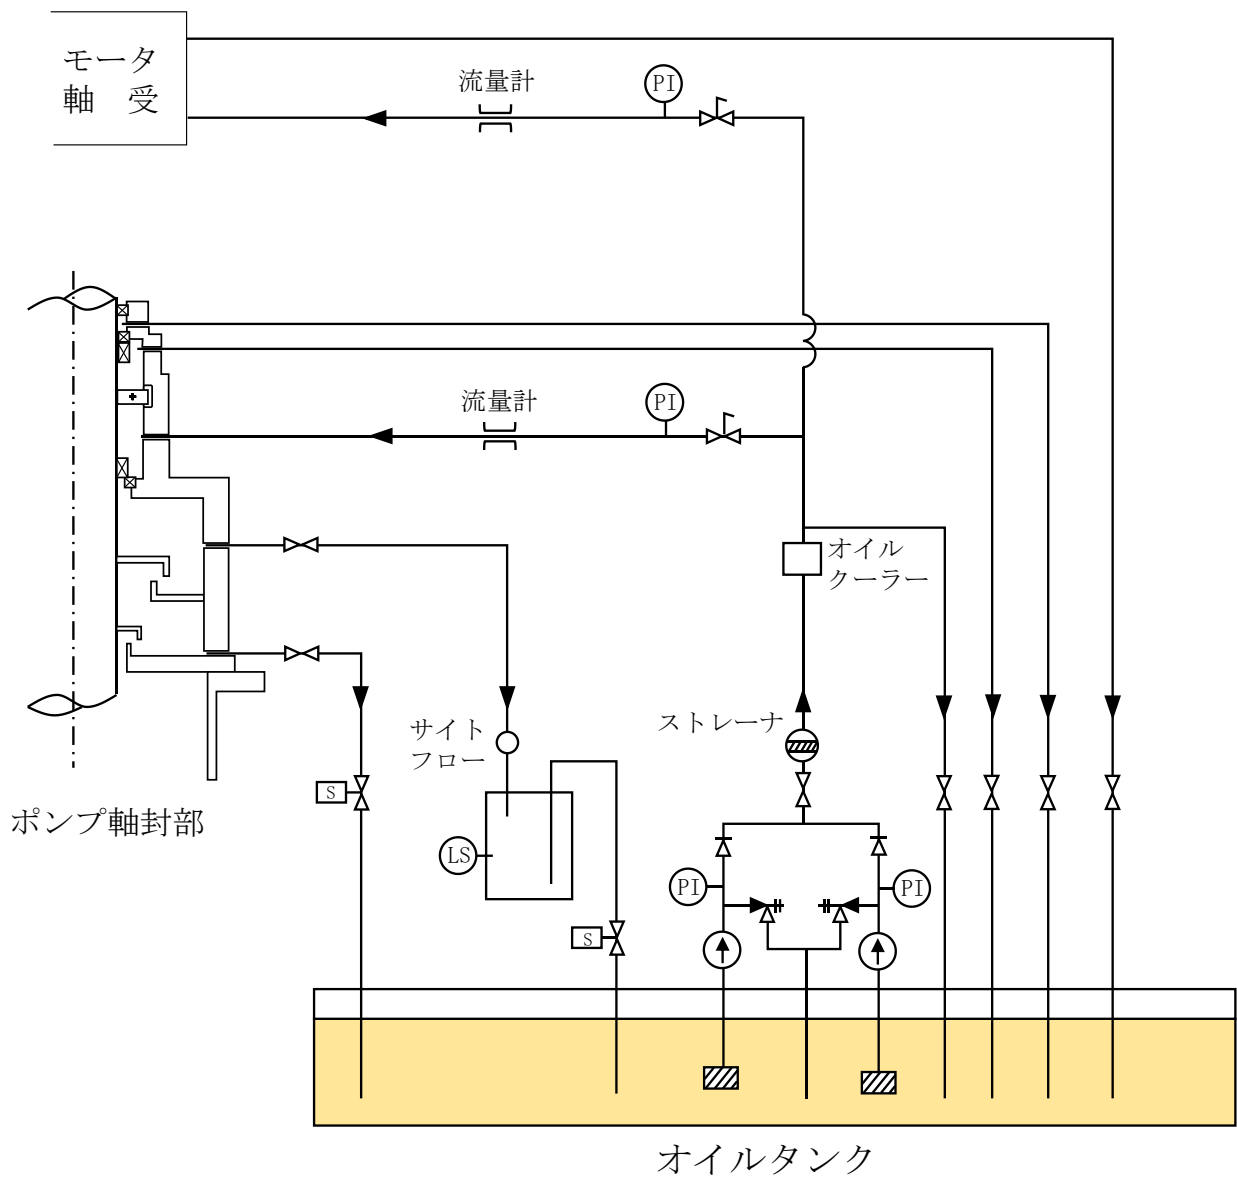 モータ
軸　受
流量計
PI
流量計
PI
オイル
クーラー
サイト
フロー
ストレーナ
S
ポンプ軸封部
LS
PI
PI
S
オイルタンク